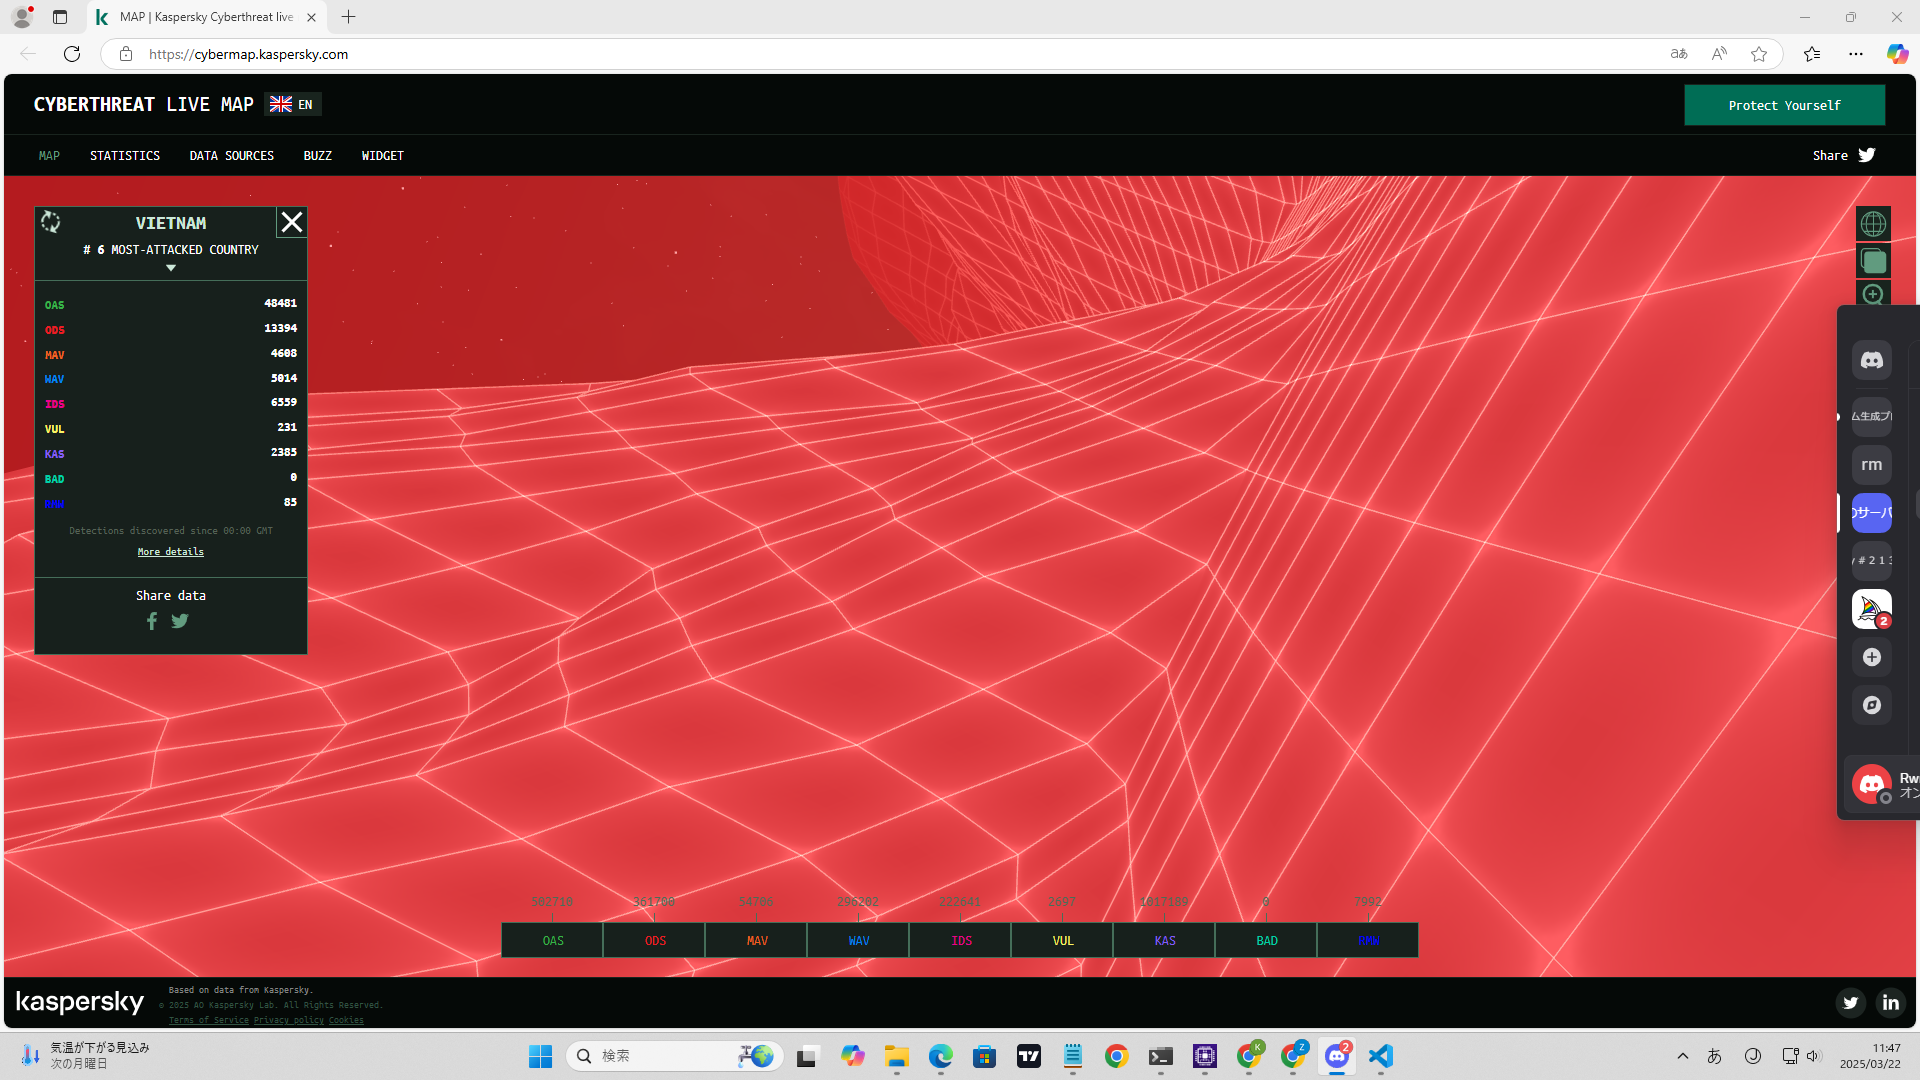 MAP | Kaspersky Cyberthreat live
https://cybermap.kaspersky.com
CYBERTHREAT LIVE MAP EN
Protect Yourself
MAP STATISTICS DATA SOURCES BUZZ WIDGET
Share
VIETNAM
# 6 MOST-ATTACKED COUNTRY
OAS 48481
ODS 13394
MAV 4608
WAV 5014
IDS 6559
VUL 231
KAS 2385
BAD 0
RMW 85
Detections discovered since 00:00 GMT
More details
Share data
ム生成プ
rm
サーバ
y # 2 1
2
Rw
オン
502710 361700 54706 296202 222641 2697 1017189 0 7992
OAS ODS MAV WAV IDS VUL KAS BAD RMW
kaspersky
Based on data from Kaspersky.
© 2025 AO Kaspersky Lab. All Rights Reserved.
Terms of Service Privacy policy Cookies
気温が下がる見込み
次の月曜日
検索
K
Z
2
あ
11:47
2025/03/22